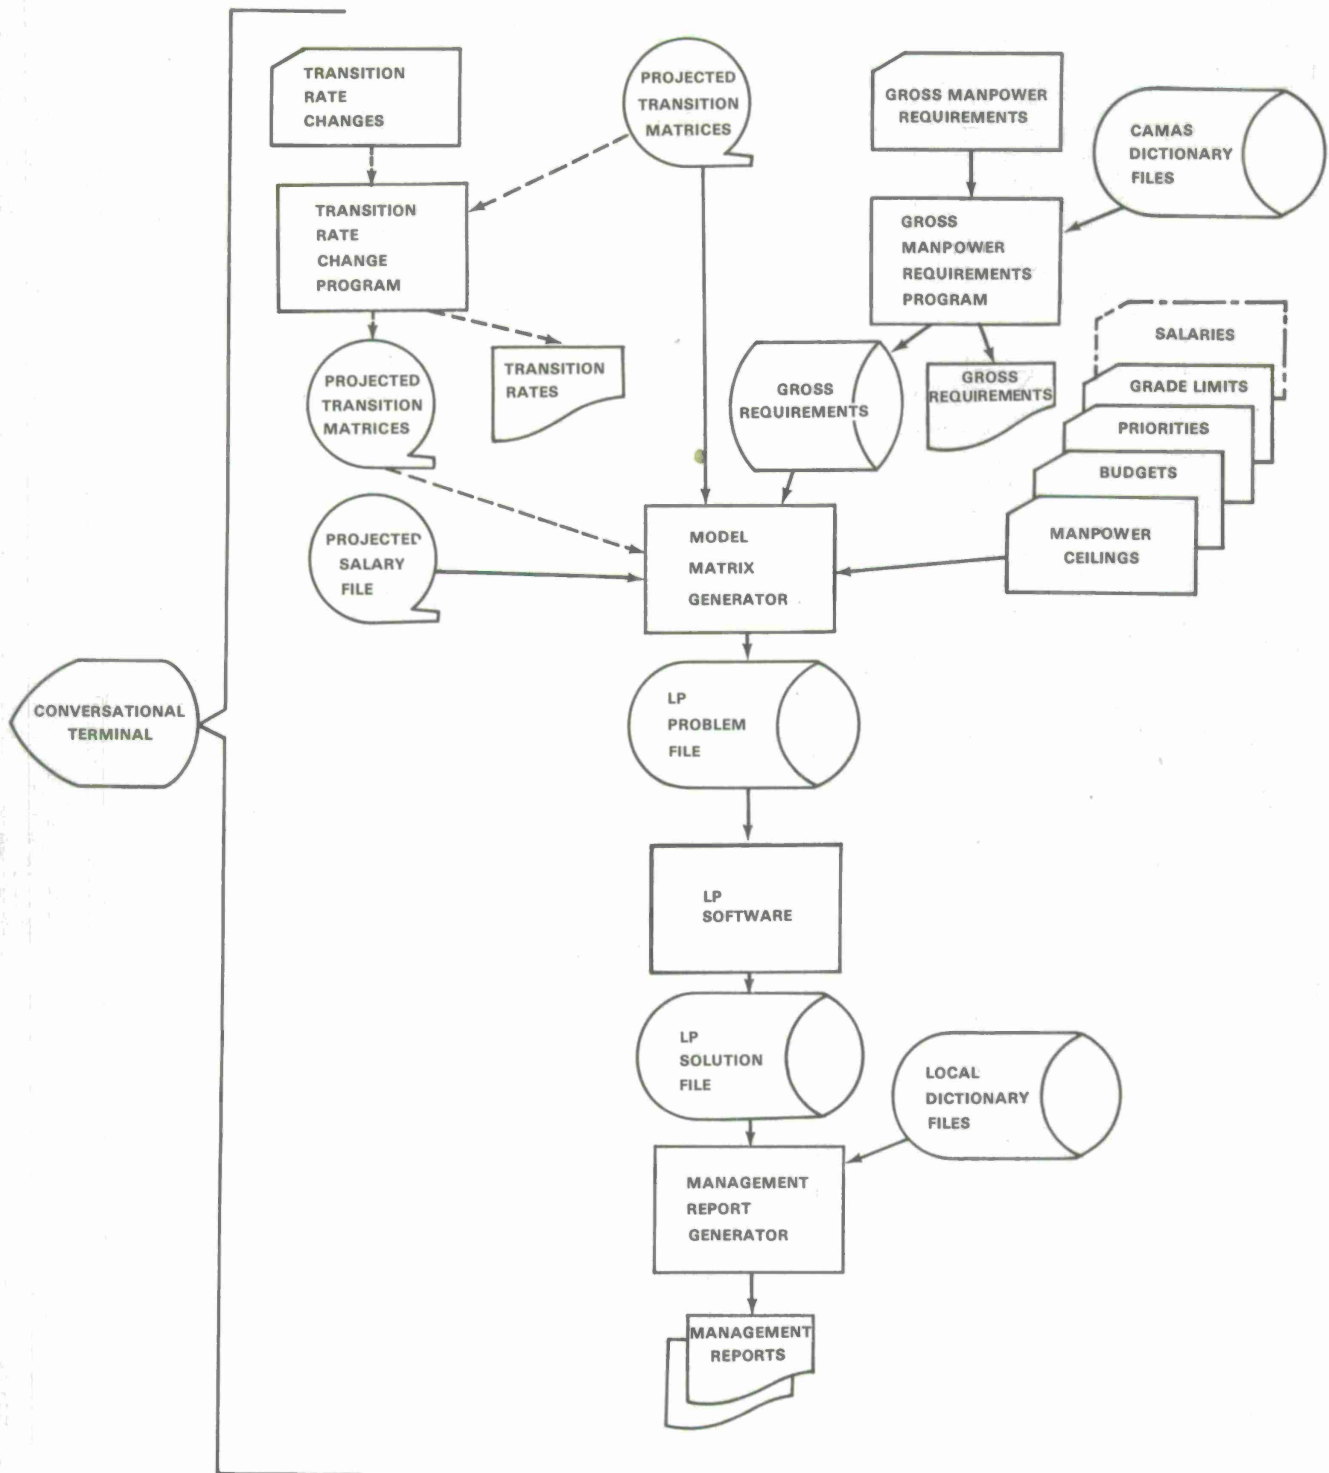 TRANSITION
RATE
CHANGES
PROJECTED
TRANSITION
MATRICES
GROSS MANPOWER
REQUIREMENTS
CAMAS
DICTIONARY
FILES
TRANSITION
RATE
CHANGE
PROGRAM
GROSS
MANPOWER
REQUIREMENTS
PROGRAM
SALARIES
GRADE LIMITS
PRIORITIES
BUDGETS
MANPOWER
CEILINGS
PROJECTED
TRANSITION
MATRICES
TRANSITION
RATES
GROSS
REQUIREMENTS
GROSS
REQUIREMENTS
PROJECTED
SALARY
FILE
MODEL
MATRIX
GENERATOR
CONVERSATIONAL
TERMINAL
LP
PROBLEM
FILE
LP
SOFTWARE
LP
SOLUTION
FILE
LOCAL
DICTIONARY
FILES
MANAGEMENT
REPORT
GENERATOR
MANAGEMENT
REPORTS